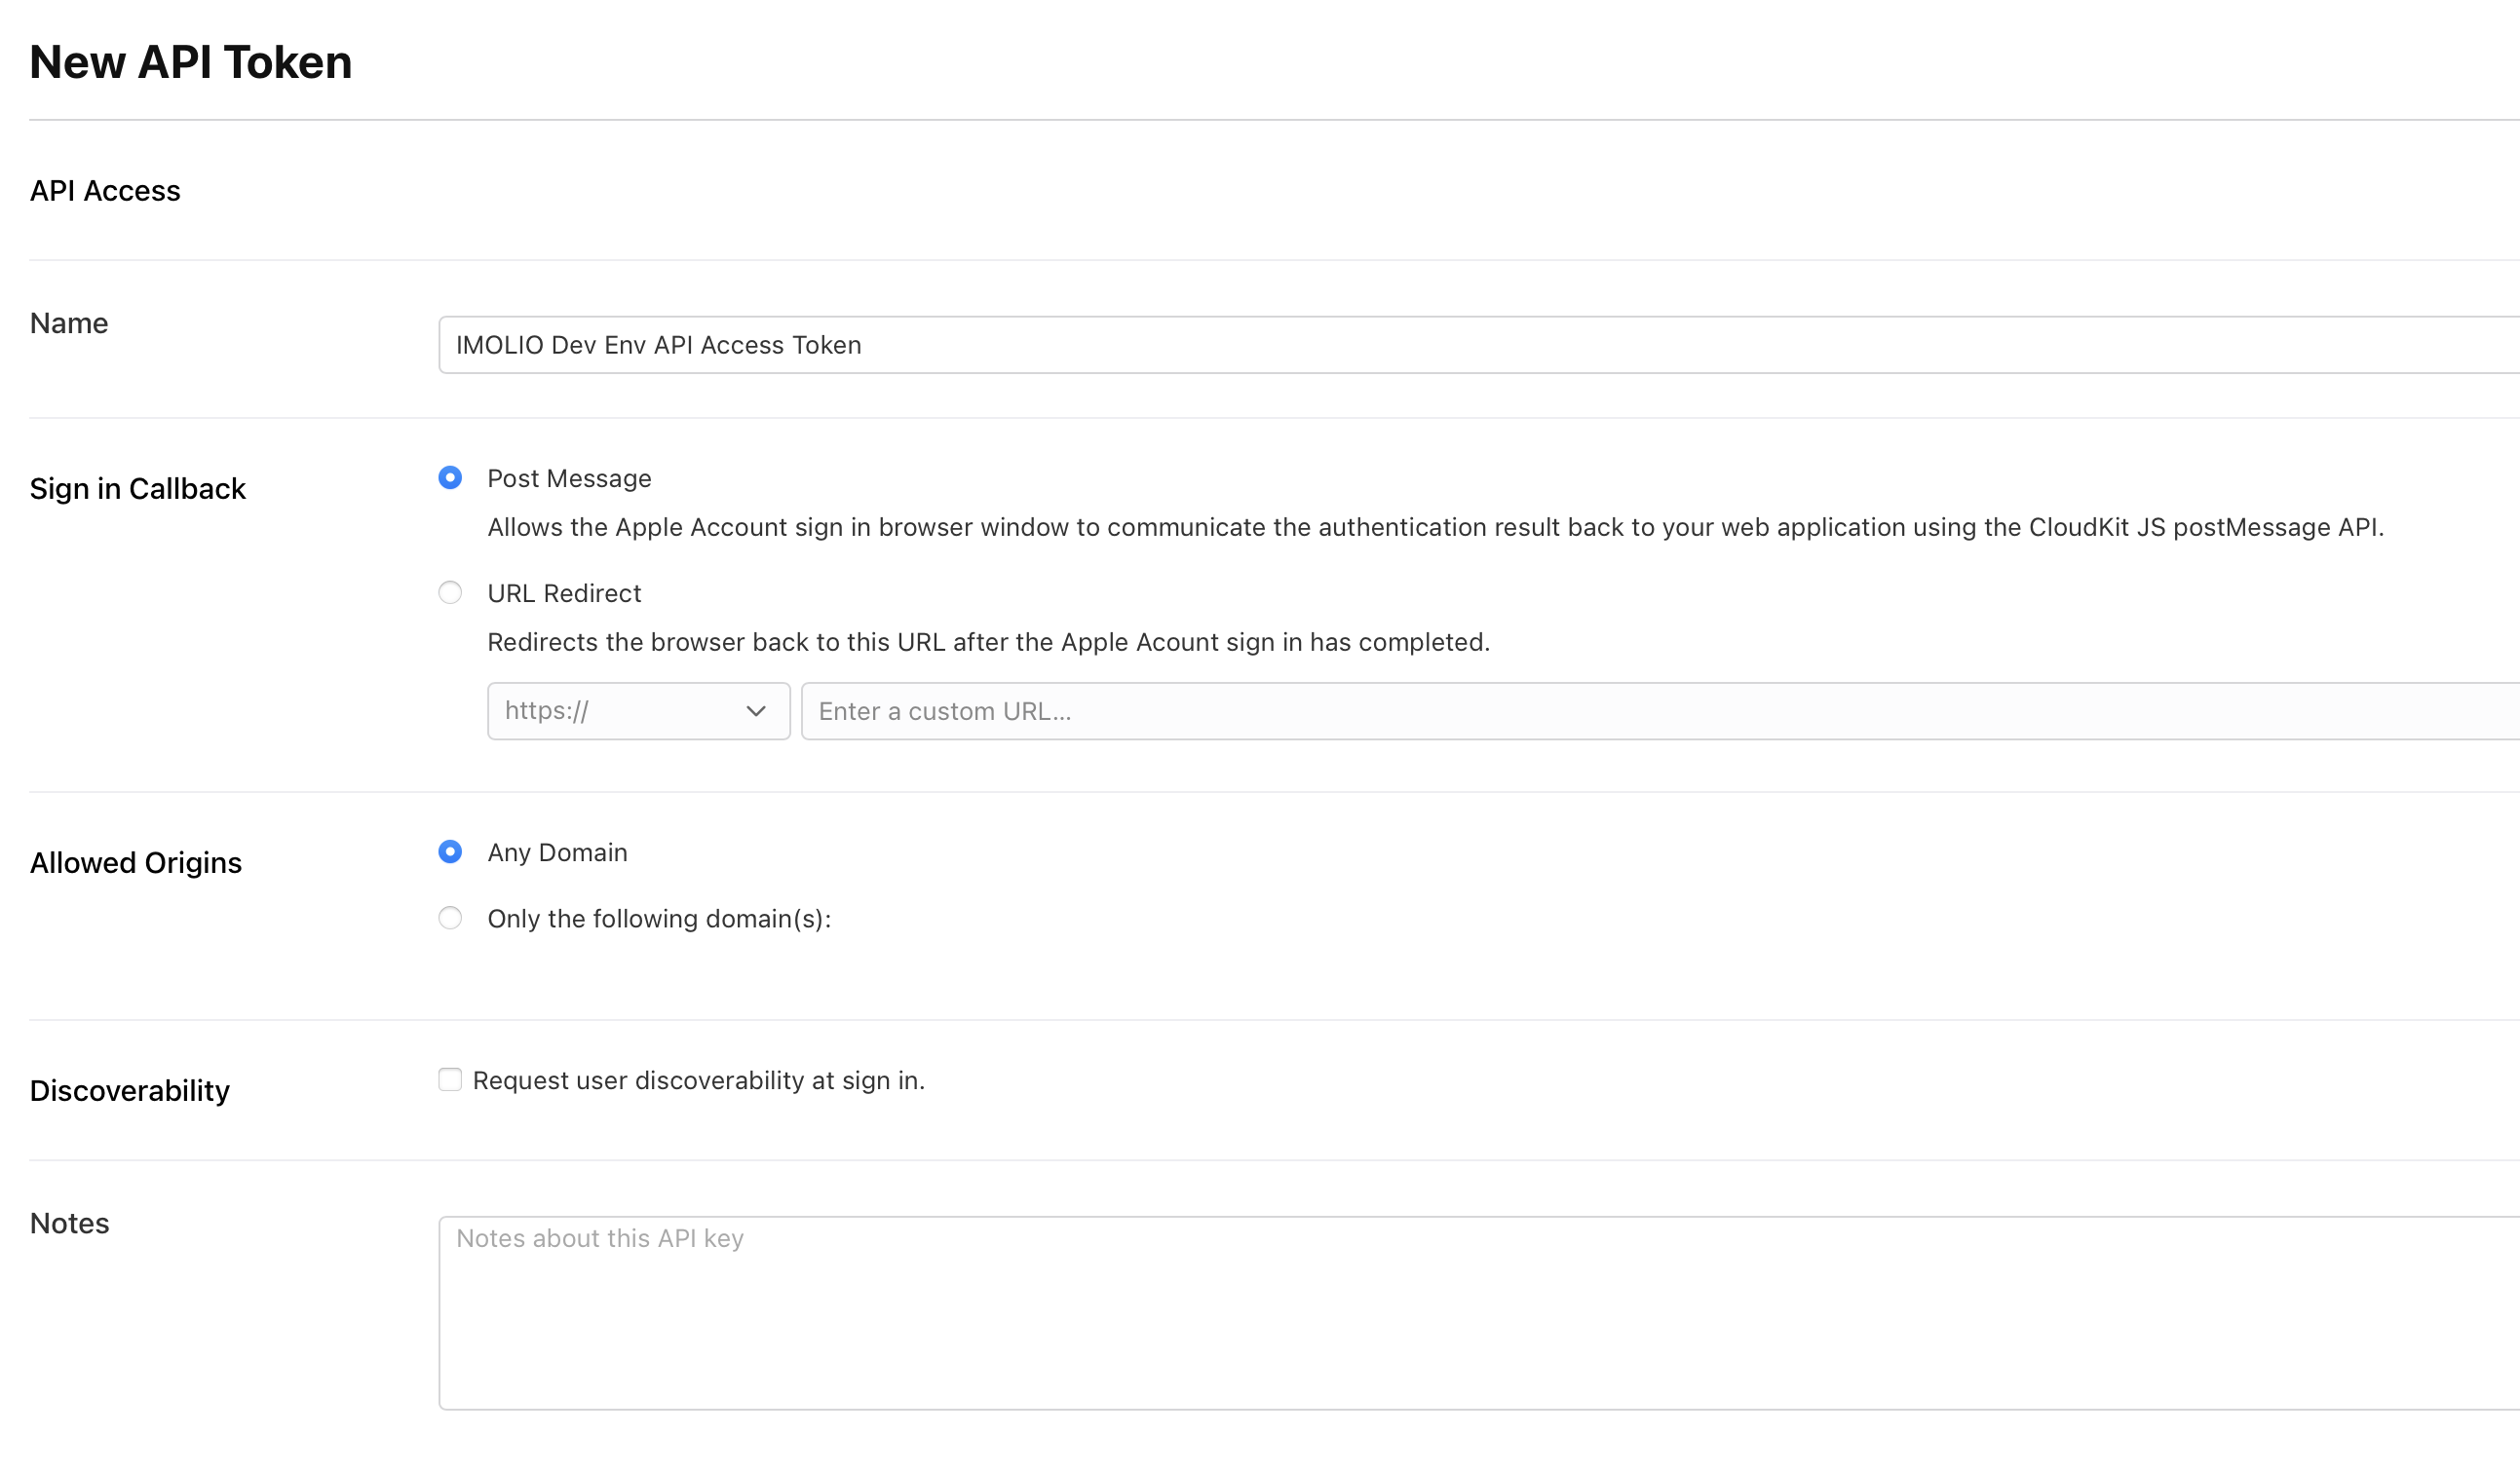 New API Token
API Access
Name
IMOLIO Dev Env API Access Token
Sign in Callback
Post Message
Allows the Apple Account sign in browser window to communicate the authentication result back to your web application using the CloudKit JS postMessage API.
URL Redirect
Redirects the browser back to this URL after the Apple Acount sign in has completed.
https://
Enter a custom URL...
Allowed Origins
Any Domain
Only the following domain(s):
Discoverability
Request user discoverability at sign in.
Notes
Notes about this API key